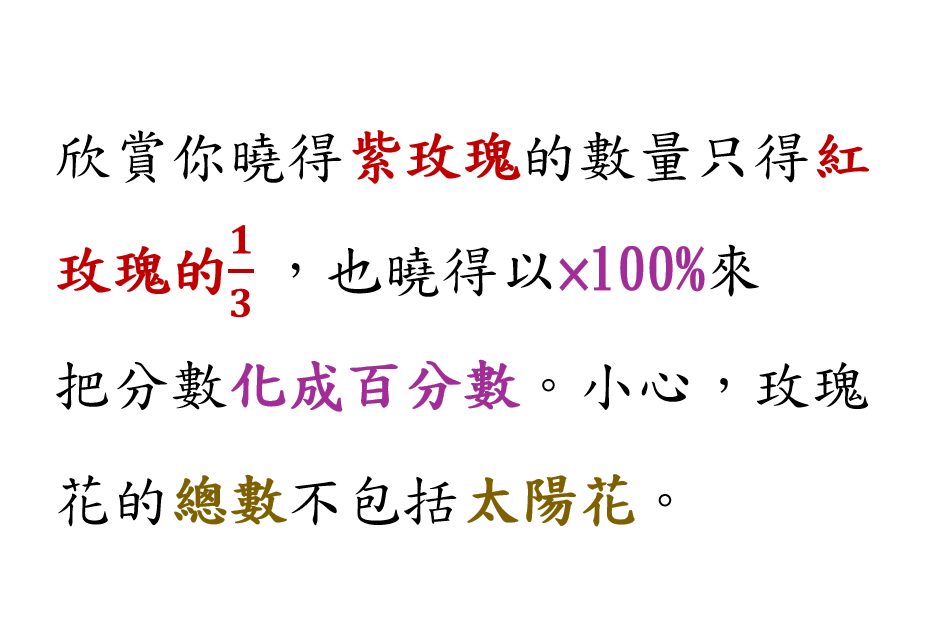 欣賞你曉得紫玫瑰的數量只得紅
玫瑰的1/3 ，也曉得以×100%來
把分數化成百分數。小心，玫瑰
花的總數不包括太陽花。